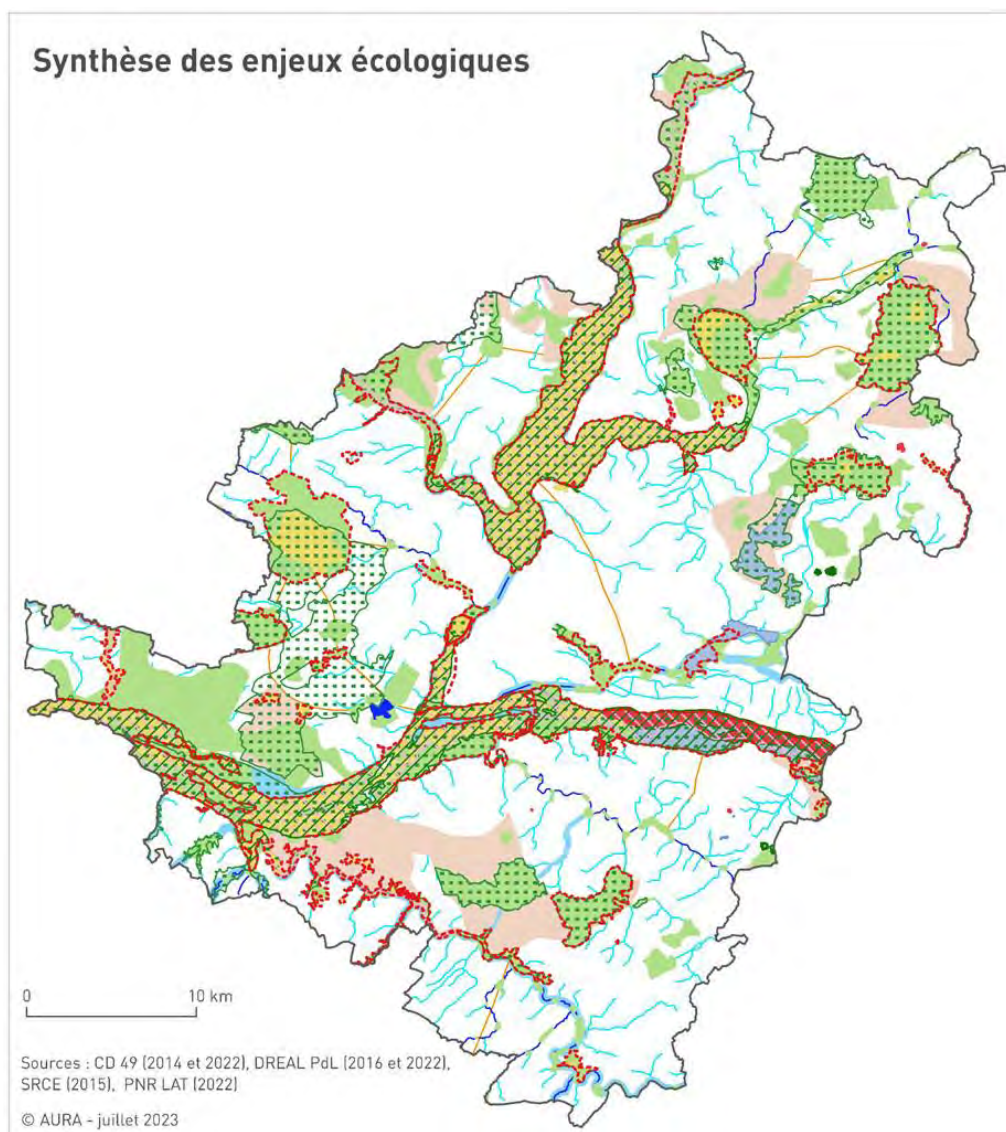 Synthèse des enjeux écologiques
0 10 km
Sources : CD 49 (2014 et 2022), DREAL PdL (2016 et 2022),
SRCE (2015), PNR LAT (2022)
© AURA - juillet 2023